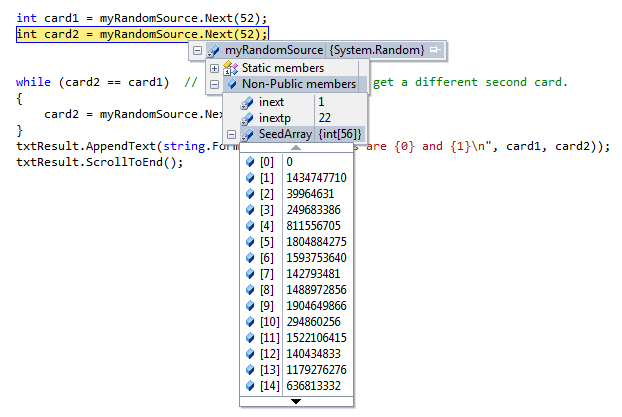 int card1 = myRandomSource.Next(52);
int card2 = myRandomSource.Next(52);
myRandomSource {System.Random}
Static members
while (card2 == card1) // get a different second card.
Non-Public members
{
inext 1
card2 = myRandomSource.Nex
inextp 22
}
SeedArray {int[56]}
txtResult.AppendText(string.Form s are {0} and {1}\n", card1, card2));
txtResult.ScrollToEnd();
[0] 0
[1] 1434747710
[2] 39964631
[3] 249683386
[4] 811556705
[5] 1804884275
[6] 1593753640
[7] 142793481
[8] 1488972856
[9] 1904649866
[10] 294860256
[11] 1522106415
[12] 140434833
[13] 1179276276
[14] 636813332